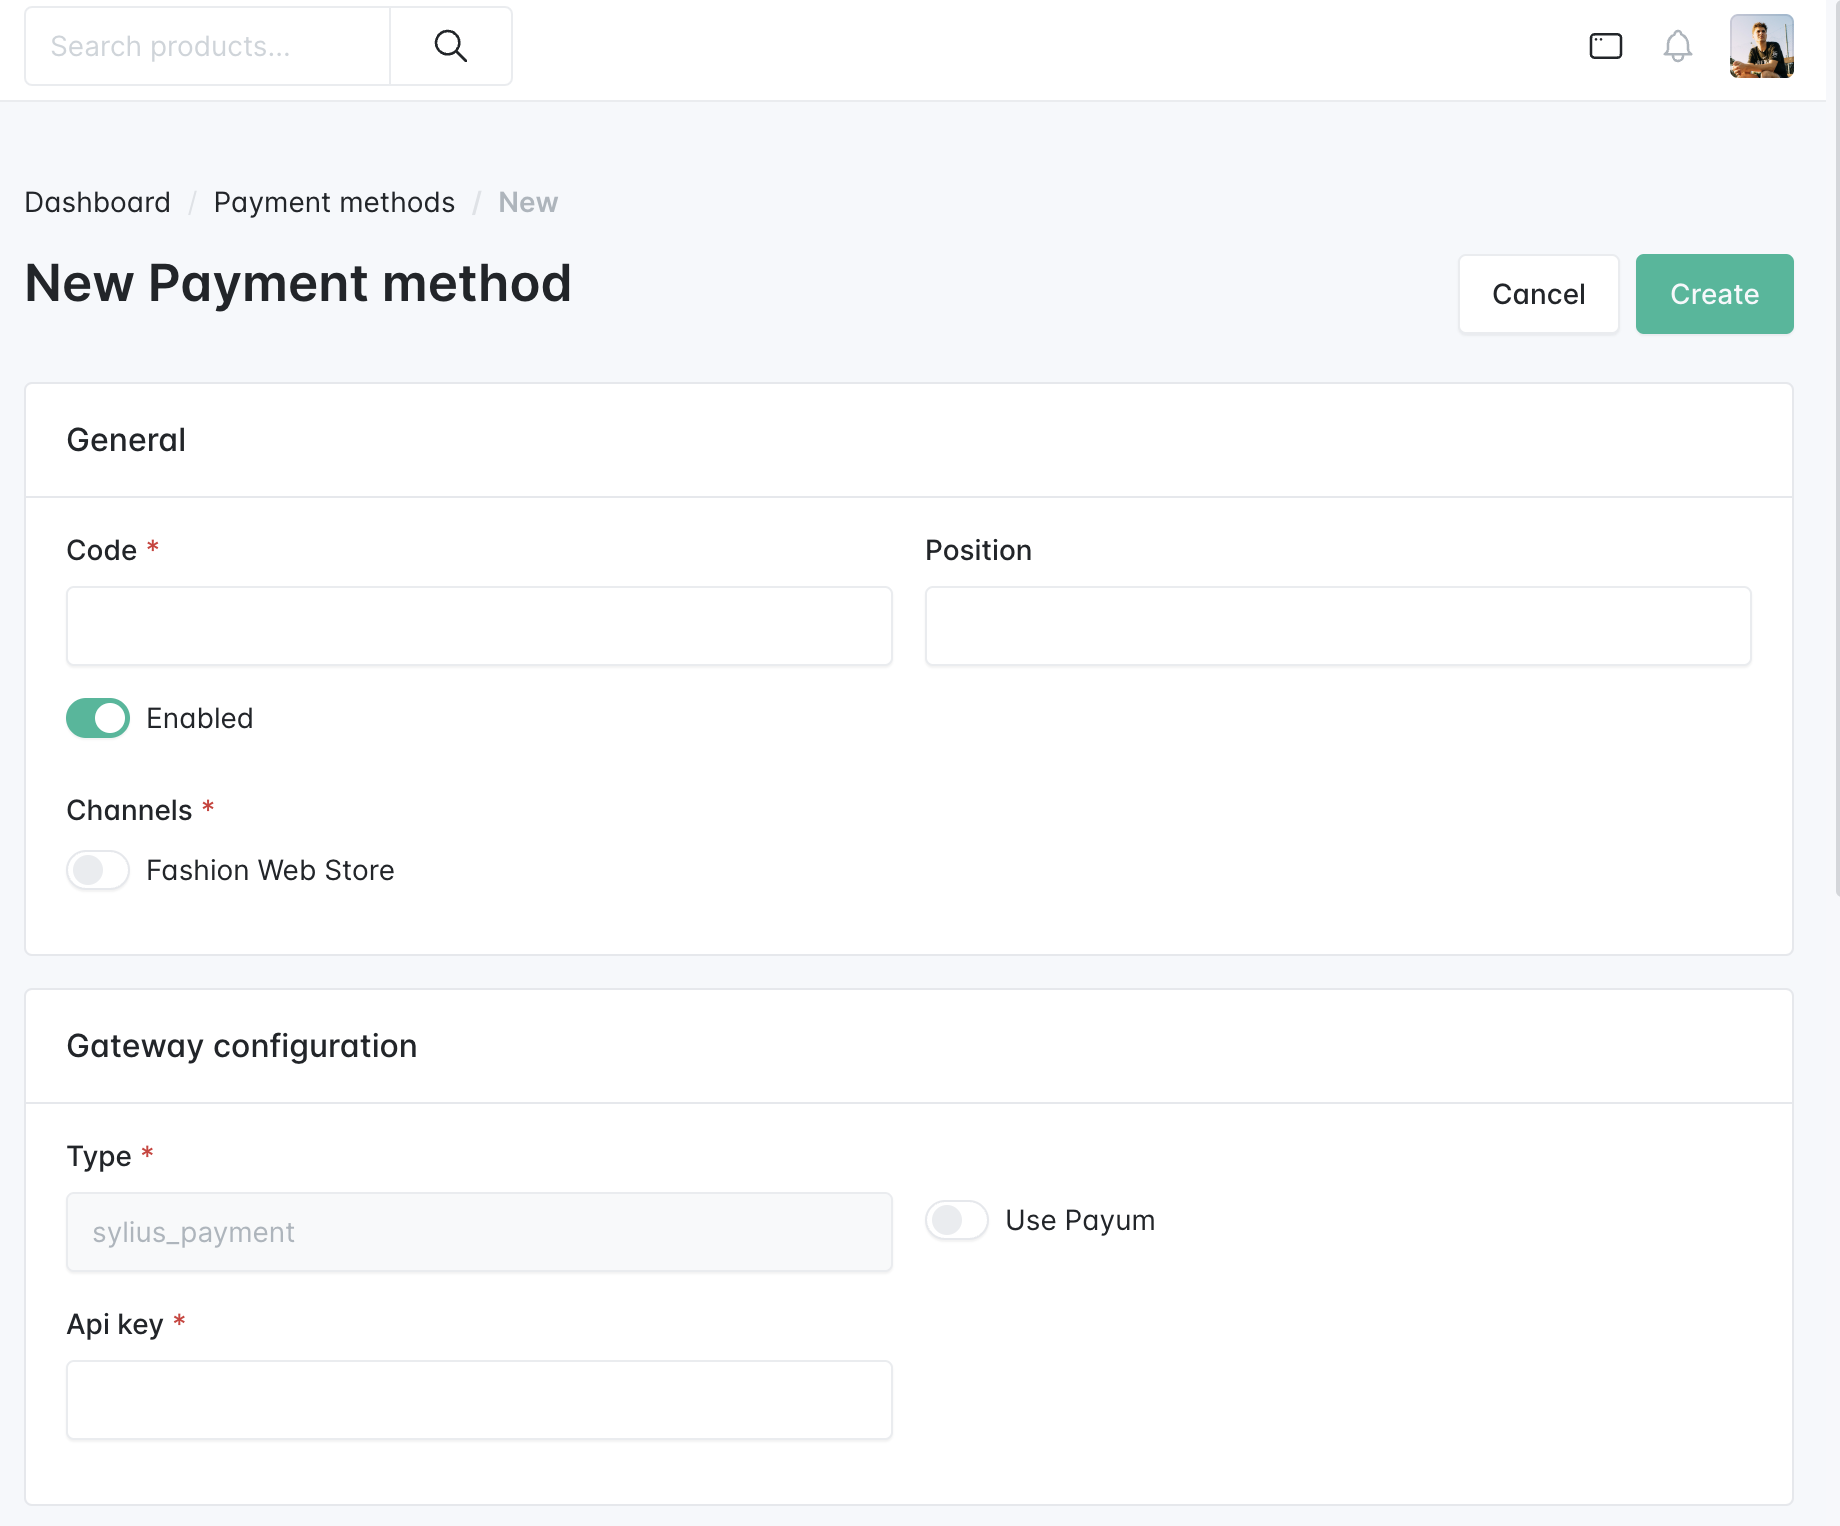 Search products...
Dashboard / Payment methods / New
New Payment method
Cancel
Create
General
Code *
Position
Enabled
Channels *
Fashion Web Store
Gateway configuration
Type *
sylius_payment
Use Payum
Api key *